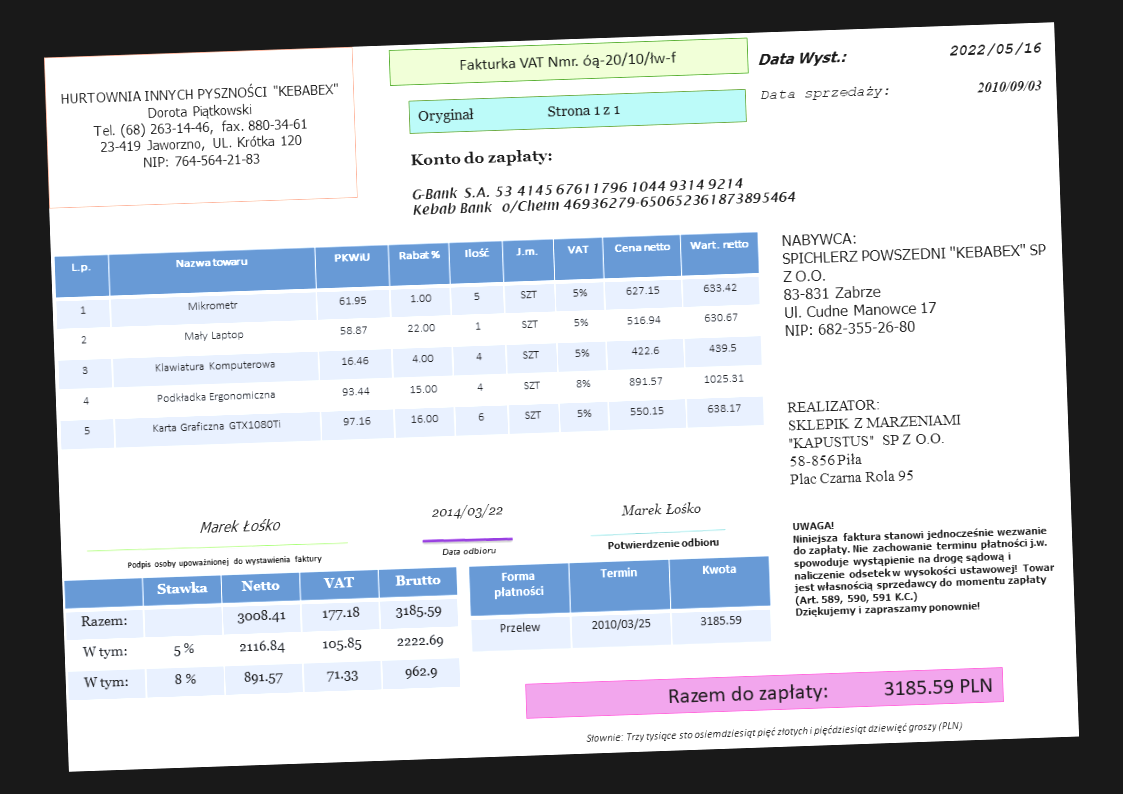 HURTOWNIA INNYCH PYSZNOŚCI "KEBABEX"
Dorota Piątkowski
Tel. (68) 263-14-46, fax. 880-34-61
23-419 Jaworzno, UL. Krótka 120
NIP: 764-564-21-83
Fakturka VAT Nmr. óq-20/10/łw-f
Oryginał Strona 1 z 1
Data Wyst.: 2022/05/16
Data sprzedaży: 2010/09/03
Konto do zapłaty:
G-Bank S.A. 53 4145 67611796 1044 9314 9214
Kebab Bank o/Chełm 46936279-650652361873895464
L.p. Nazwa towaru PKWiU Rabat % Ilość J.m. VAT Cena netto Wart. netto
1 Mikrometr 61.95 1.00 5 SZT 5% 627.15 633.42
2 Mały Laptop 58.87 22.00 1 SZT 5% 516.94 630.67
3 Klawiatura Komputerowa 16.46 4.00 4 SZT 5% 422.6 439.5
4 Podkładka Ergonomiczna 93.44 15.00 4 SZT 8% 891.57 1025.31
5 Karta Graficzna GTX1080Ti 97.16 16.00 6 SZT 5% 550.15 638.17
NABYWCA:
SPICHLERZ POWSZEDNI "KEBABEX" SP
Z O.O.
83-831 Zabrze
Ul. Cudne Manowce 17
NIP: 682-355-26-80
REALIZATOR:
SKLEPIK Z MARZENIAMI
"KAPUSTUS" SP Z O.O.
58-856 Piła
Plac Czarna Rola 95
Marek Łośko
Podpis osoby upoważnionej do wystawienia faktury
2014/03/22
Data odbioru
Marek Łośko
Potwierdzenie odbioru
UWAGA!
Niniejsza faktura stanowi jednocześnie wezwanie
do zapłaty. Nie zachowanie terminu płatności j.w.
spowoduje wystąpienie na drogę sądową i
naliczenie odsetek w wysokości ustawowej! Towar
jest własnością sprzedawcy do momentu zapłaty
(Art. 589, 590, 591 K.C.)
Dziękujemy i zapraszamy ponownie!
Stawka Netto VAT Brutto
Razem: 3008.41 177.18 3185.59
W tym: 5 % 2116.84 105.85 2222.69
W tym: 8 % 891.57 71.33 962.9
Forma
płatności Termin Kwota
Przelew 2010/03/25 3185.59
Razem do zapłaty: 3185.59 PLN
Słownie: Trzy tysiące sto osiemdziesiąt pięć złotych i pięćdziesiąt dziewięć groszy (PLN)